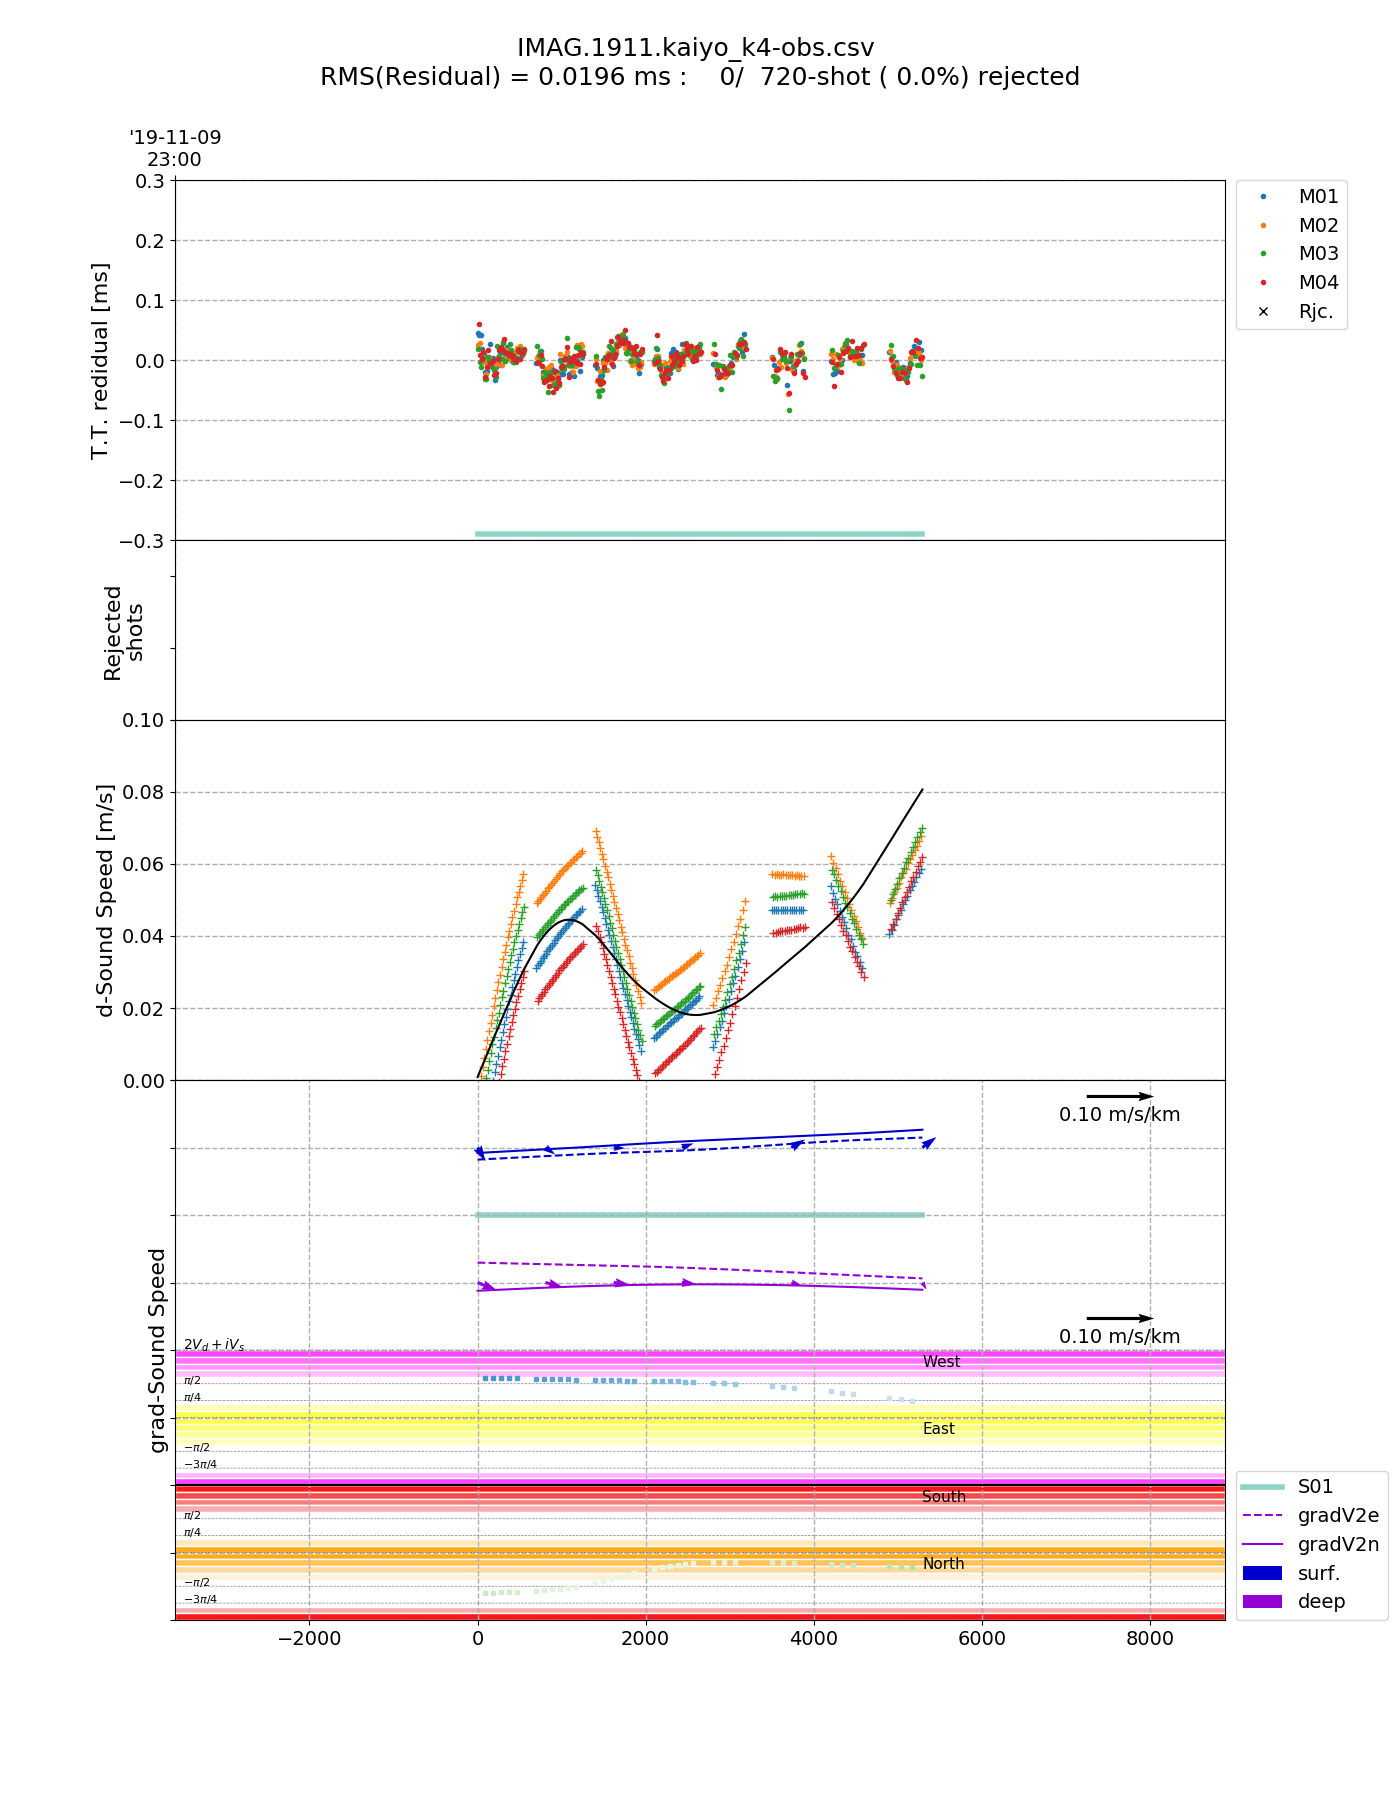 IMAG.1911.kaiyo_k4-obs.csv
RMS(Residual) = 0.0196 ms :    0/  720-shot ( 0.0%) rejected
'19-11-09
23:00
0.3
0.2
0.1
0.0
−0.1
−0.2
−0.3
T.T. redidual [ms]
M01
M02
M03
M04
Rjc.
Rejected
shots
0.10
0.08
0.06
0.04
0.02
0.00
d-Sound Speed [m/s]
0.10 m/s/km
0.10 m/s/km
grad-Sound Speed
2Vd + iVs
West
π/2
π/4
East
−π/2
−3π/4
South
π/2
π/4
North
−π/2
−3π/4
S01
gradV2e
gradV2n
surf.
deep
−2000
0
2000
4000
6000
8000